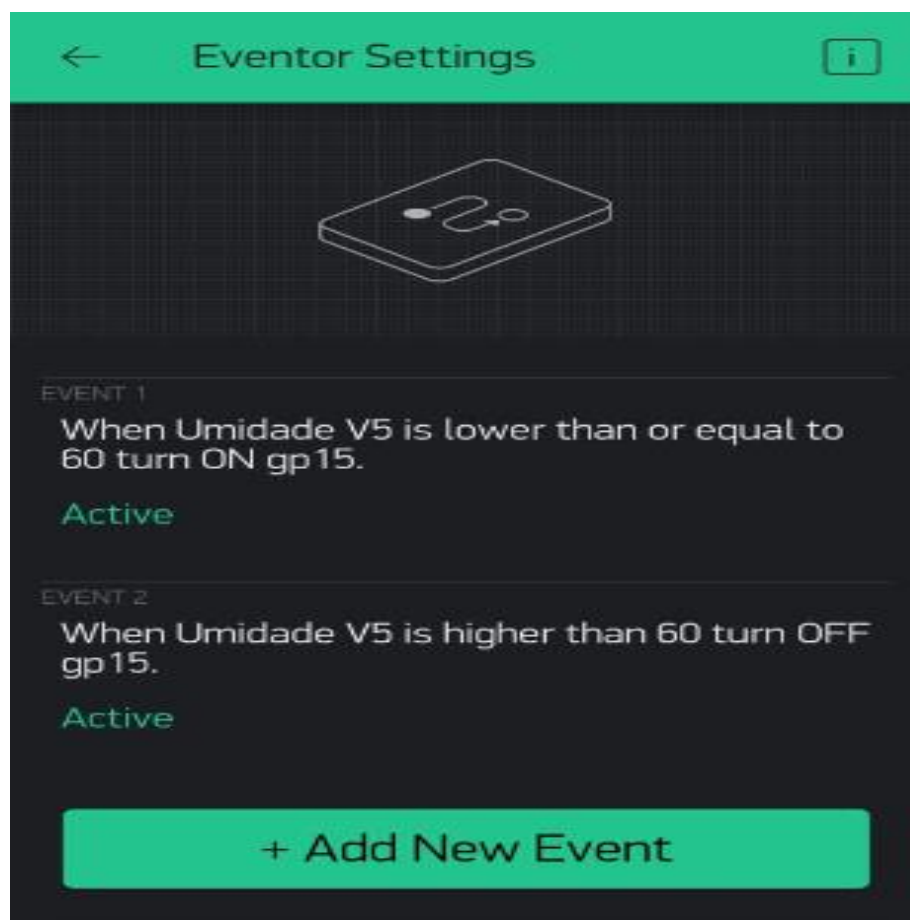 Eventor Settings
i
EVENT 1
When Umidade V5 is lower than or equal to
60 turn ON gp15.
Active
EVENT 2
When Umidade V5 is higher than 60 turn OFF
gp15.
Active
+ Add New Event